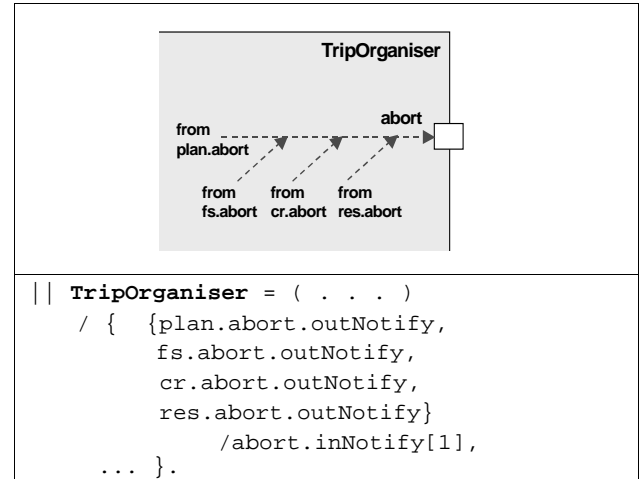 TripOrganiser
abort
from
plan.abort
from from from
fs.abort cr.abort res.abort
|| TripOrganiser = ( . . . )
/ { {plan.abort.outNotify,
fs.abort.outNotify,
cr.abort.outNotify,
res.abort.outNotify}
/abort.inNotify[1],
... }.